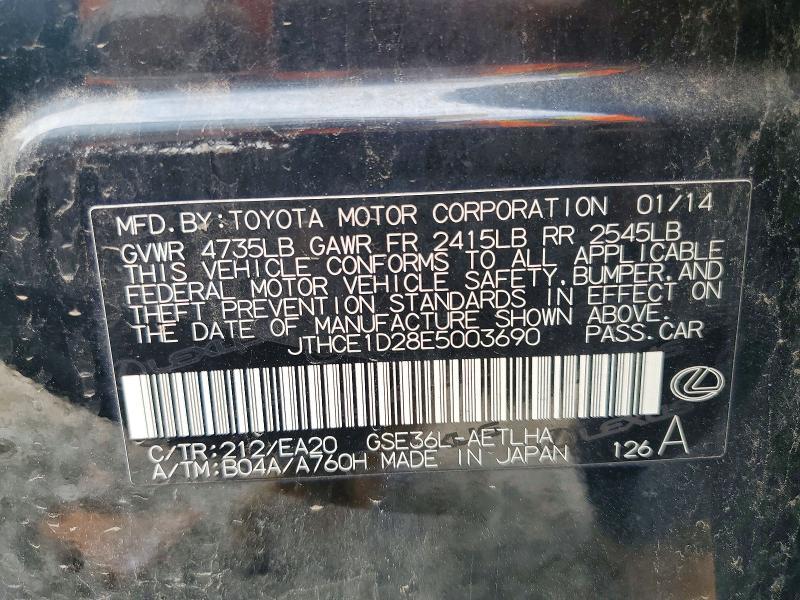 MFD.BY:TOYOTA MOTOR CORPORATION 01/14
GVWR 4735LB GAWR FR 2415LB RR 2545LB
THIS VEHICLE CONFORMS TO ALL APPLICABLE
FEDERAL MOTOR VEHICLE SAFETY,BUMPER,AND
THEFT PREVENTION STANDARDS IN EFFECT ON
THE DATE OF MANUFACTURE SHOWN ABOVE.
JTHCE1D28E5003690 PASS.CAR
C/TR:212/EA20 GSE36L-AETLHA
A/TM:B04A/A760H MADE IN JAPAN 126 A